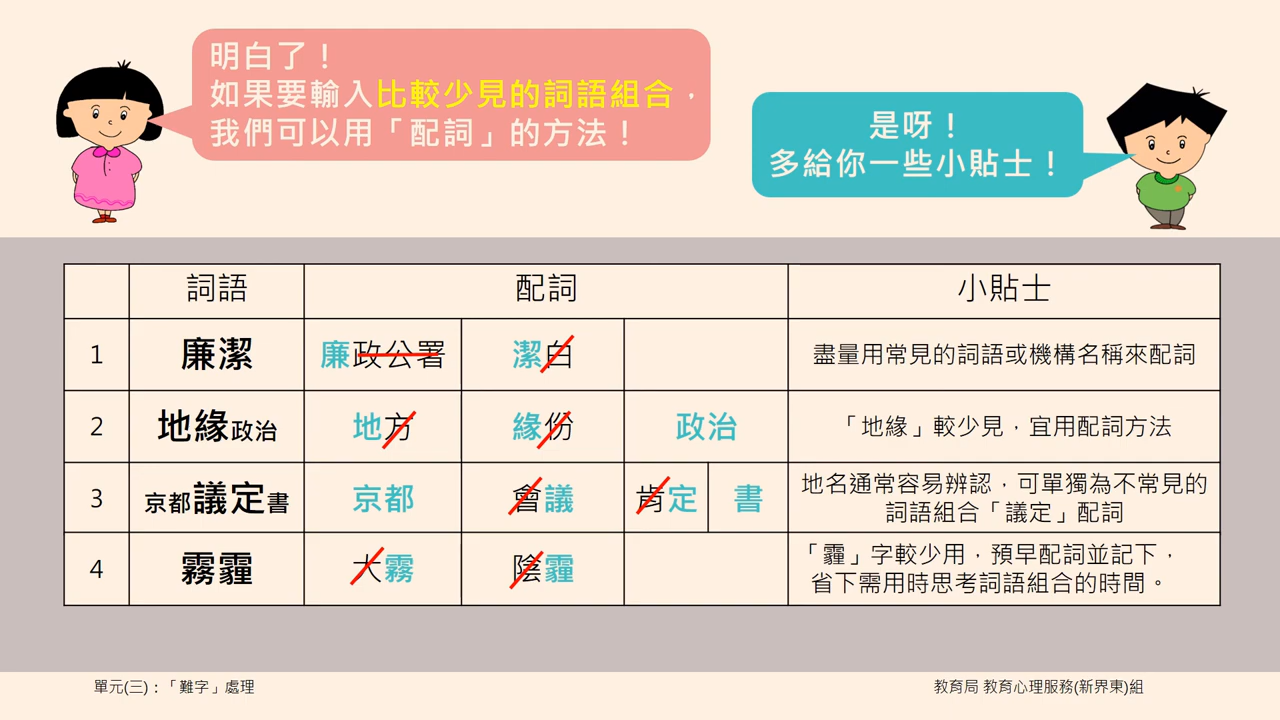 明白了！
如果要輸入比較少見的詞語組合，
我們可以用「配詞」的方法！
是呀！
多給你一些小貼士！
詞語 配詞 小貼士
1 廉潔 廉政公署 潔白 盡量用常見的詞語或機構名稱來配詞
2 地緣政治 地方 緣份 政治 「地緣」較少見，宜用配詞方法
3 京都議定書 京都 會議 肯定 書 地名通常容易辨認，可單獨為不常見的
詞語組合「議定」配詞
4 霧霾 大霧 陰霾 「霾」字較少用，預早配詞並記下，
省下需用時思考詞語組合的時間。
單元(三)：「難字」處理
教育局 教育心理服務(新界東)組